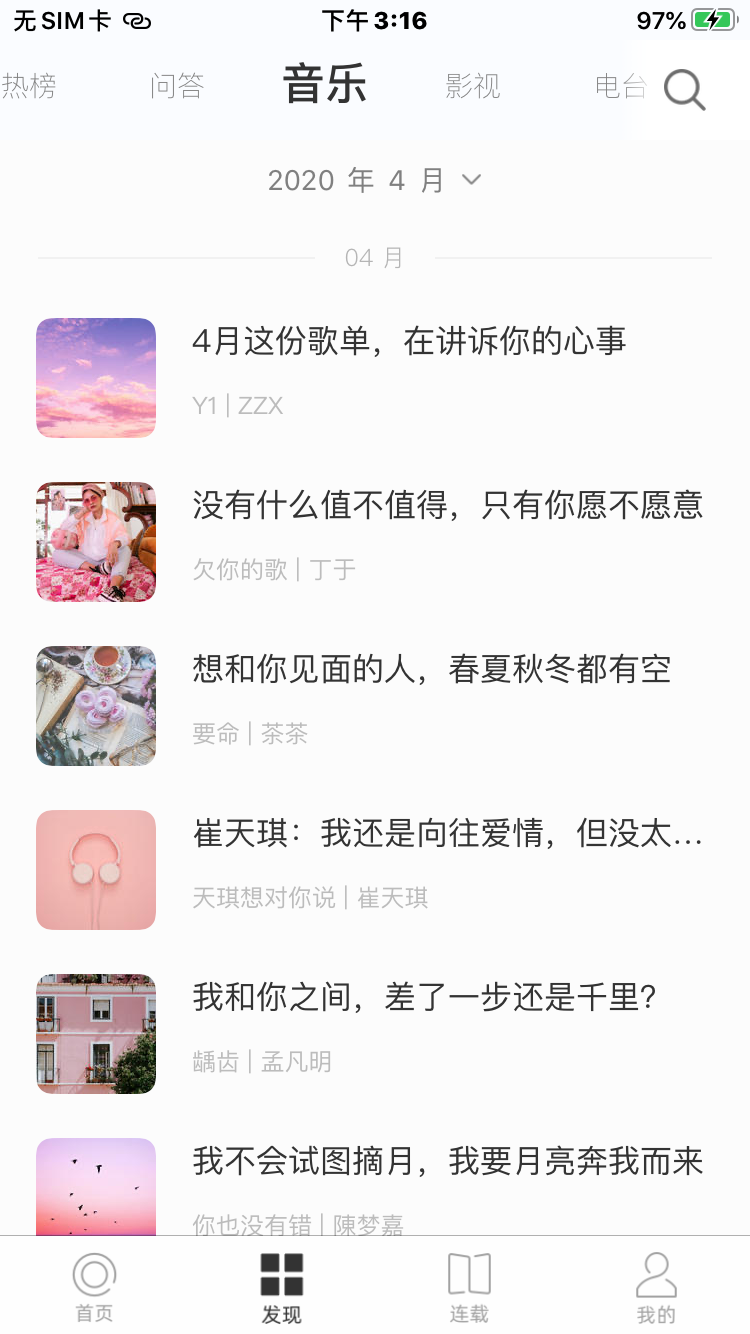 无SIM卡 下午3:16 97%
热榜 问答 音乐 影视 电台
2020 年 4 月
04 月
4月这份歌单，在讲诉你的心事
Y1 | ZZX
没有什么值不值得，只有你愿不愿意
欠你的歌 | 丁于
想和你见面的人，春夏秋冬都有空
要命 | 茶茶
崔天琪：我还是向往爱情，但没太...
天琪想对你说 | 崔天琪
我和你之间，差了一步还是千里?
龋齿 | 孟凡明
我不会试图摘月，我要月亮奔我而来
你也没有错 | 陳梦嘉
首页 发现 连载 我的